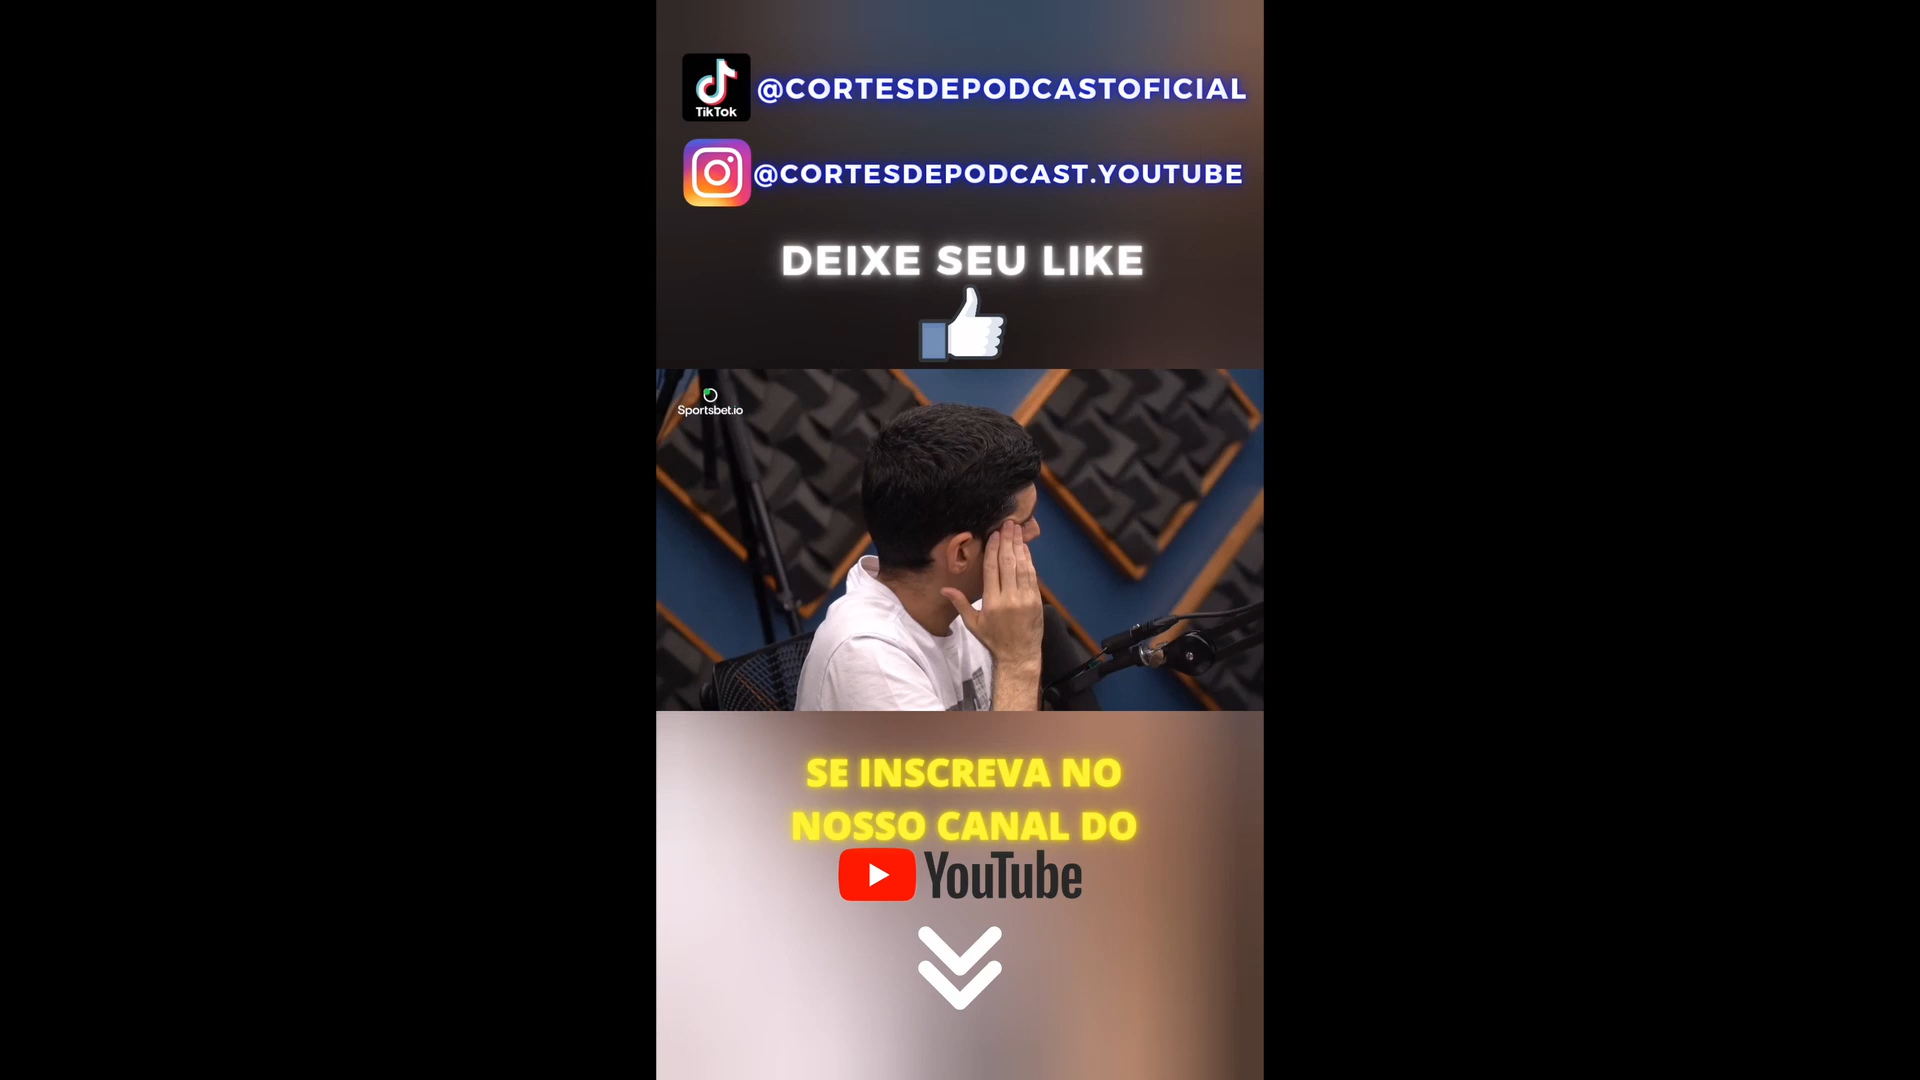 TikTok
@CORTESDEPODCASTOFICIAL
@CORTESDEPODCAST.YOUTUBE
DEIXE SEU LIKE
Sportsbet.io
SE INSCREVA NO
NOSSO CANAL DO
YouTube